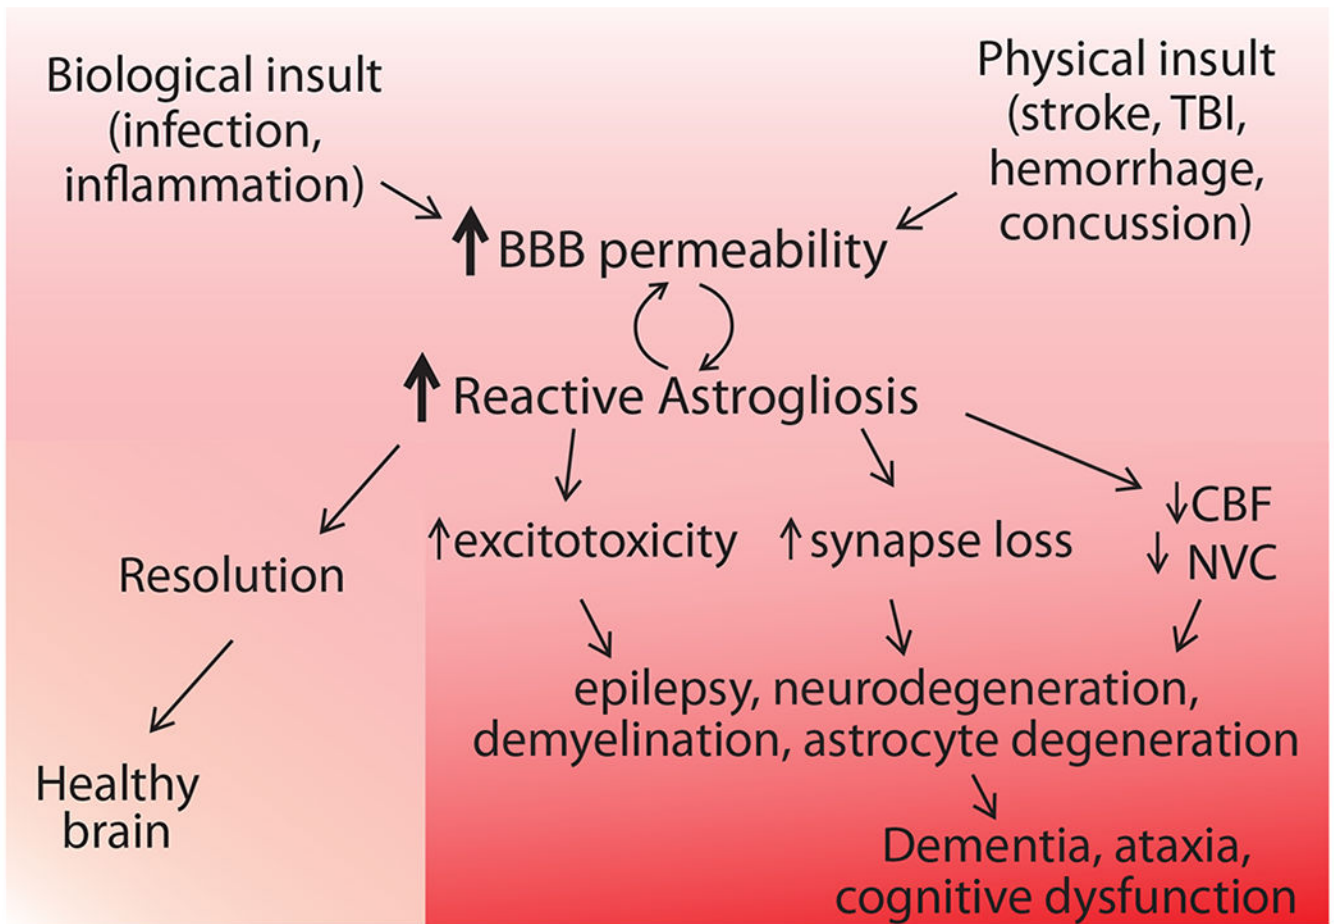 Biological insult
(infection,
inflammation)
Physical insult
(stroke, TBI,
hemorrhage,
concussion)
↑ BBB permeability
↑ Reactive Astrogliosis
Resolution
↑excitotoxicity
↑synapse loss
↓CBF
↓ NVC
epilepsy, neurodegeneration,
demyelination, astrocyte degeneration
Healthy
brain
Dementia, ataxia,
cognitive dysfunction